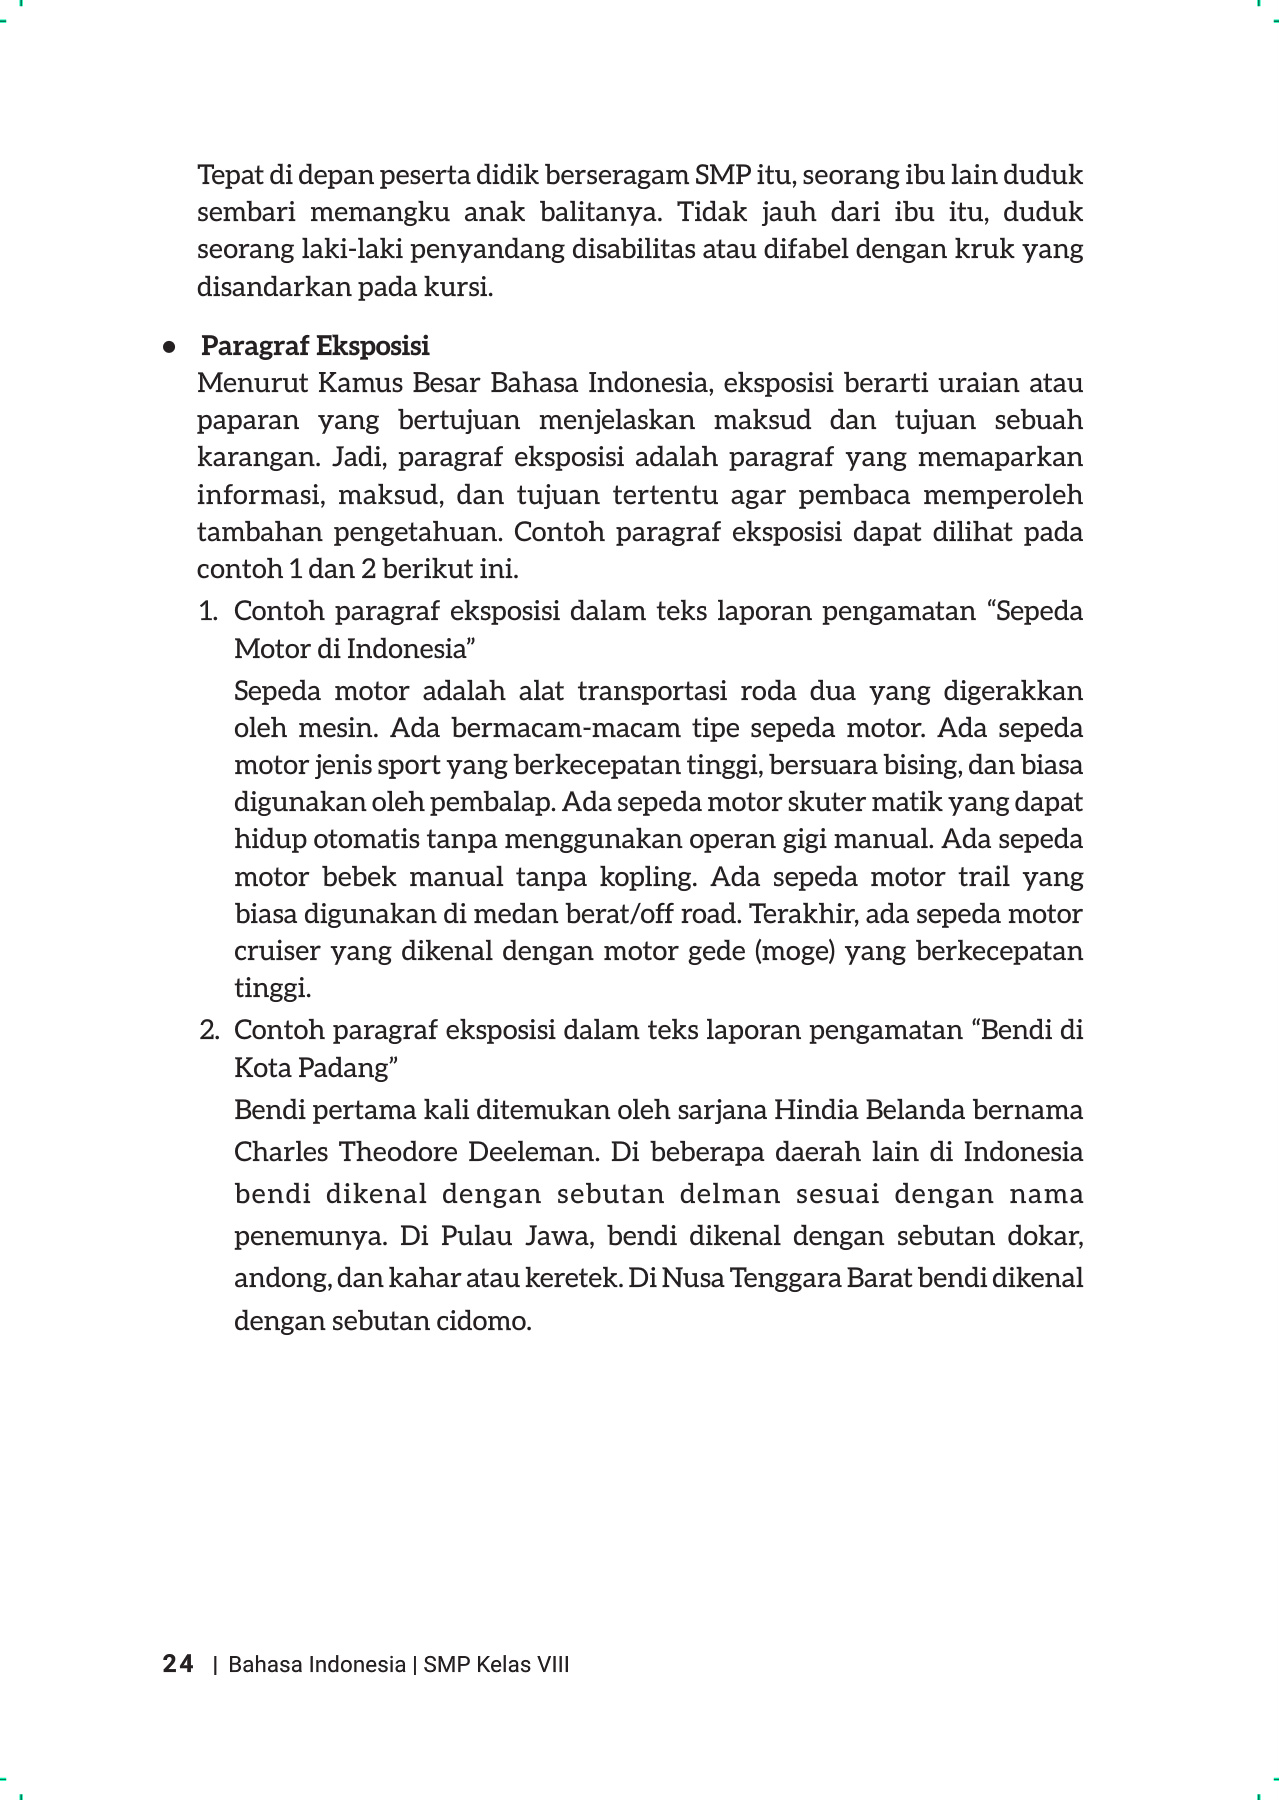 Tepat di depan peserta didik berseragam SMP itu, seorang ibu lain duduk
sembari memangku anak balitanya. Tidak jauh dari ibu itu, duduk
seorang laki-laki penyandang disabilitas atau difabel dengan kruk yang
disandarkan pada kursi.
● Paragraf Eksposisi
Menurut Kamus Besar Bahasa Indonesia, eksposisi berarti uraian atau
paparan yang bertujuan menjelaskan maksud dan tujuan sebuah
karangan. Jadi, paragraf eksposisi adalah paragraf yang memaparkan
informasi, maksud, dan tujuan tertentu agar pembaca memperoleh
tambahan pengetahuan. Contoh paragraf eksposisi dapat dilihat pada
contoh 1 dan 2 berikut ini.
1. Contoh paragraf eksposisi dalam teks laporan pengamatan “Sepeda
Motor di Indonesia”
Sepeda motor adalah alat transportasi roda dua yang digerakkan
oleh mesin. Ada bermacam-macam tipe sepeda motor. Ada sepeda
motor jenis sport yang berkecepatan tinggi, bersuara bising, dan biasa
digunakan oleh pembalap. Ada sepeda motor skuter matik yang dapat
hidup otomatis tanpa menggunakan operan gigi manual. Ada sepeda
motor bebek manual tanpa kopling. Ada sepeda motor trail yang
biasa digunakan di medan berat/off road. Terakhir, ada sepeda motor
cruiser yang dikenal dengan motor gede (moge) yang berkecepatan
tinggi.
2. Contoh paragraf eksposisi dalam teks laporan pengamatan “Bendi di
Kota Padang”
Bendi pertama kali ditemukan oleh sarjana Hindia Belanda bernama
Charles Theodore Deeleman. Di beberapa daerah lain di Indonesia
bendi dikenal dengan sebutan delman sesuai dengan nama
penemunya. Di Pulau Jawa, bendi dikenal dengan sebutan dokar,
andong, dan kahar atau keretek. Di Nusa Tenggara Barat bendi dikenal
dengan sebutan cidomo.
24 | Bahasa Indonesia | SMP Kelas VIII